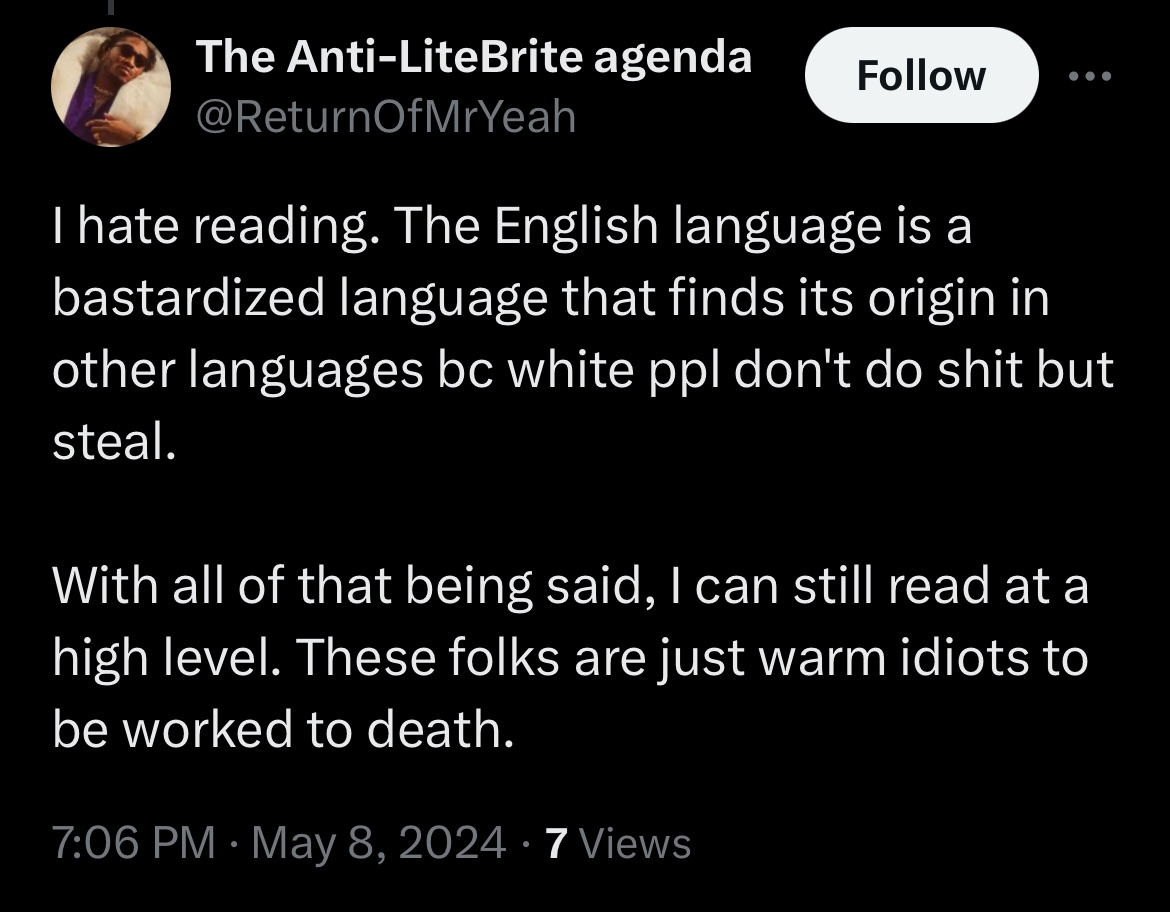 The Anti-LiteBrite agenda
@ReturnOfMrYeah
Follow
I hate reading. The English language is a
bastardized language that finds its origin in
other languages bc white ppl don't do shit but
steal.
With all of that being said, I can still read at a
high level. These folks are just warm idiots to
be worked to death.
7:06 PM · May 8, 2024 · 7 Views